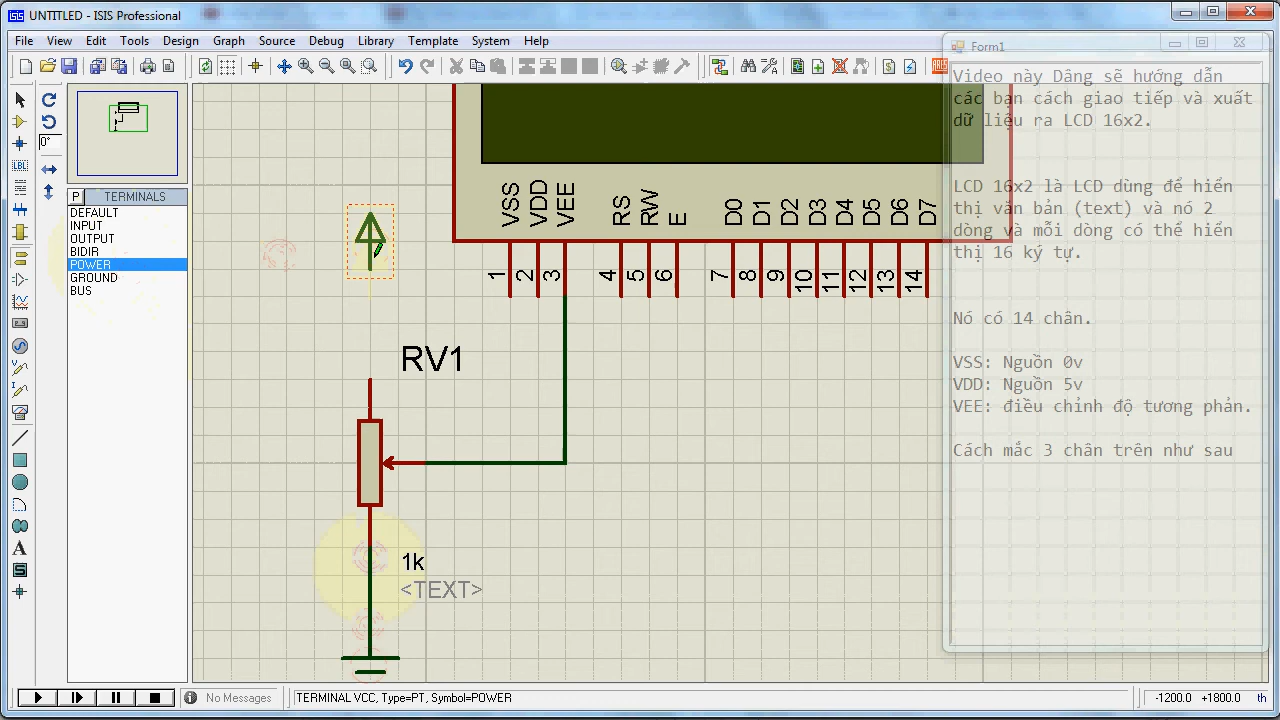 UNTITLED - ISIS Professional
File View Edit Tools Design Graph Source Debug Library Template System Help
Form1
Video này Dâng sẽ hướng dẫn
các bạn cách giao tiếp và xuất
dữ liệu ra LCD 16x2.
LCD 16x2 là LCD dùng để hiển
thị văn bản (text) và nó 2
dòng và mỗi dòng có thể hiển
thị 16 ký tự.
Nó có 14 chân.
VSS: Nguồn 0v
VDD: Nguồn 5v
VEE: điều chỉnh độ tương phản.
Cách mắc 3 chân trên như sau
0°
LBL
P TERMINALS
DEFAULT
INPUT
OUTPUT
BIDIR
POWER
GROUND
BUS
A
S
ARES
VSS VDD VEE RS RW E D0 D1 D2 D3 D4 D5 D6 D7
1 2 3 4 5 6 7 8 9 10 11 12 13 14
RV1
1k
<TEXT>
No Messages
TERMINAL VCC, Type=PT, Symbol=POWER
-1200.0 +1800.0 th